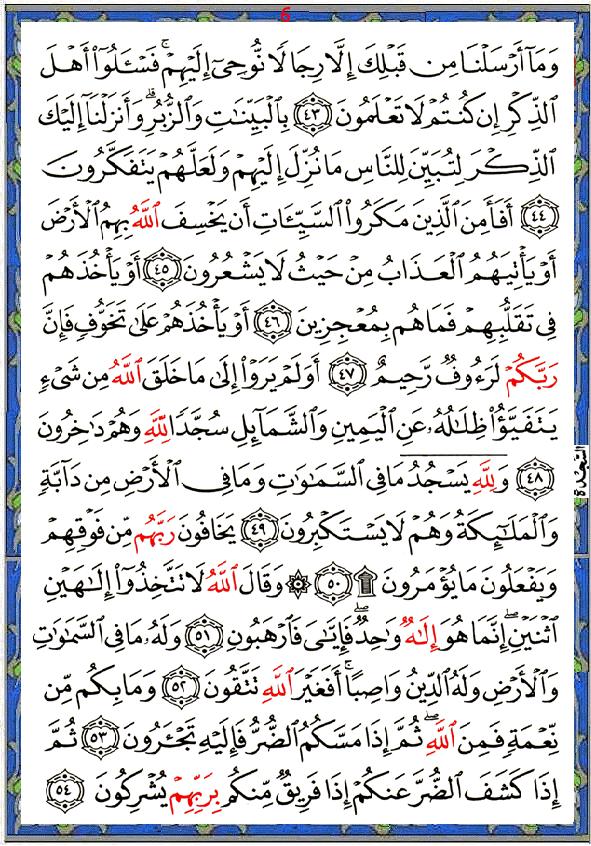 6
وَمَآ أَرْسَلْنَا مِن قَبْلِكَ إِلَّا رِجَالًا نُّوحِىٓ إِلَيْهِمْ ۚ فَسْـَٔلُوٓا۟ أَهْلَ
ٱلذِّكْرِ إِن كُنتُمْ لَا تَعْلَمُونَ ٤٣ بِٱلْبَيِّنَـٰتِ وَٱلزُّبُرِ ۗ وَأَنزَلْنَآ إِلَيْكَ
ٱلذِّكْرَ لِتُبَيِّنَ لِلنَّاسِ مَا نُزِّلَ إِلَيْهِمْ وَلَعَلَّهُمْ يَتَفَكَّرُونَ
٤٤ أَفَأَمِنَ ٱلَّذِينَ مَكَرُوا۟ ٱلسَّيِّـَٔاتِ أَن يَخْسِفَ ٱللَّهُ بِهِمُ ٱلْأَرْضَ
أَوْ يَأْتِيَهُمُ ٱلْعَذَابُ مِنْ حَيْثُ لَا يَشْعُرُونَ ٤٥ أَوْ يَأْخُذَهُمْ
فِى تَقَلُّبِهِمْ فَمَا هُم بِمُعْجِزِينَ ٤٦ أَوْ يَأْخُذَهُمْ عَلَىٰ تَخَوُّفٍ فَإِنَّ
رَبَّكُمْ لَرَءُوفٌ رَّحِيمٌ ٤٧ أَوَلَمْ يَرَوْا۟ إِلَىٰ مَا خَلَقَ ٱللَّهُ مِن شَىْءٍ
يَتَفَيَّؤُا۟ ظِلَـٰلُهُۥ عَنِ ٱلْيَمِينِ وَٱلشَّمَآئِلِ سُجَّدًا لِّلَّهِ وَهُمْ دَٰخِرُونَ
٤٨ وَلِلَّهِ يَسْجُدُ مَا فِى ٱلسَّمَـٰوَٰتِ وَمَا فِى ٱلْأَرْضِ مِن دَآبَّةٍ
السَّجْدَة
وَٱلْمَلَـٰٓئِكَةُ وَهُمْ لَا يَسْتَكْبِرُونَ ٤٩ يَخَافُونَ رَبَّهُم مِّن فَوْقِهِمْ
وَيَفْعَلُونَ مَا يُؤْمَرُونَ ۩ ٥٠ ۞ وَقَالَ ٱللَّهُ لَا تَتَّخِذُوٓا۟ إِلَـٰهَيْنِ
ٱثْنَيْنِ ۖ إِنَّمَا هُوَ إِلَـٰهٌ وَٰحِدٌ ۖ فَإِيَّـٰىَ فَٱرْهَبُونِ ٥١ وَلَهُۥ مَا فِى ٱلسَّمَـٰوَٰتِ
وَٱلْأَرْضِ وَلَهُ ٱلدِّينُ وَاصِبًا ۚ أَفَغَيْرَ ٱللَّهِ تَتَّقُونَ ٥٢ وَمَا بِكُم مِّن
نِّعْمَةٍ فَمِنَ ٱللَّهِ ۖ ثُمَّ إِذَا مَسَّكُمُ ٱلضُّرُّ فَإِلَيْهِ تَجْـَٔرُونَ ٥٣ ثُمَّ
إِذَا كَشَفَ ٱلضُّرَّ عَنكُمْ إِذَا فَرِيقٌ مِّنكُم بِرَبِّهِمْ يُشْرِكُونَ ٥٤